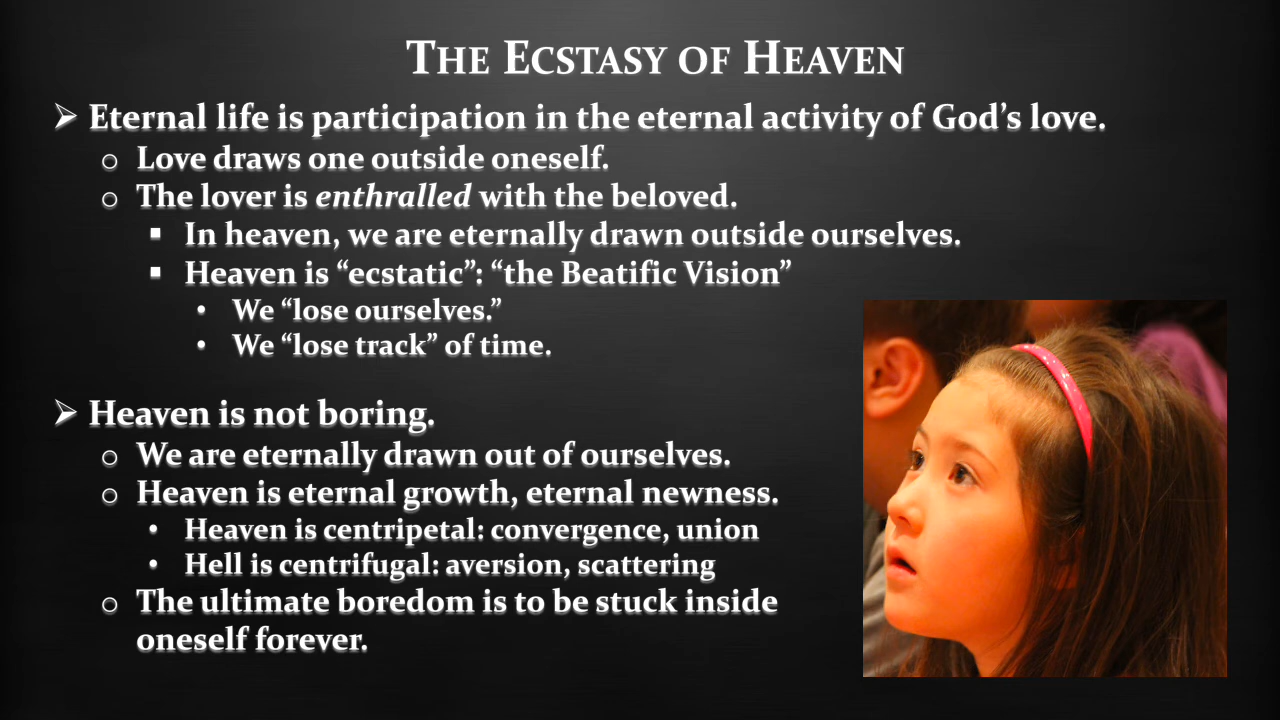 THE ECSTASY OF HEAVEN
➢ Eternal life is participation in the eternal activity of God’s love.
o Love draws one outside oneself.
o The lover is enthralled with the beloved.
▪ In heaven, we are eternally drawn outside ourselves.
▪ Heaven is “ecstatic”: “the Beatific Vision”
• We “lose ourselves.”
• We “lose track” of time.
➢ Heaven is not boring.
o We are eternally drawn out of ourselves.
o Heaven is eternal growth, eternal newness.
• Heaven is centripetal: convergence, union
• Hell is centrifugal: aversion, scattering
o The ultimate boredom is to be stuck inside
oneself forever.